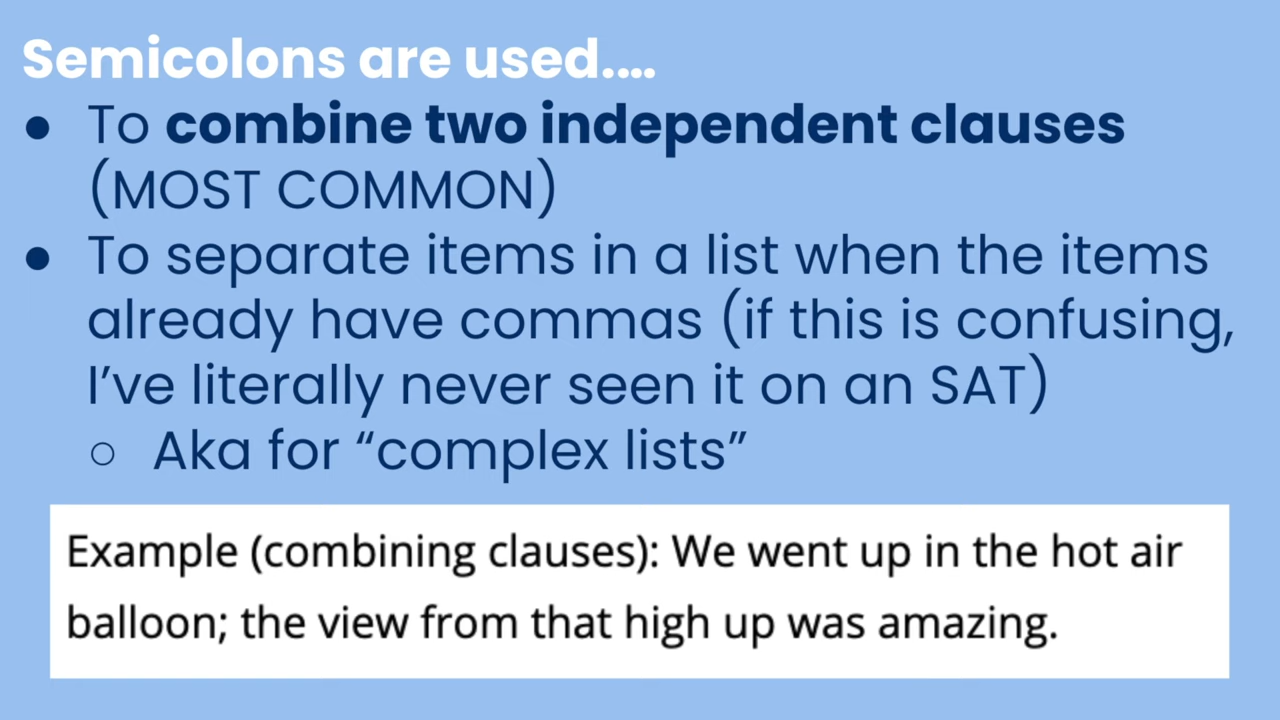 Semicolons are used....
● To combine two independent clauses
(MOST COMMON)
● To separate items in a list when the items
already have commas (if this is confusing,
I’ve literally never seen it on an SAT)
○ Aka for “complex lists”
Example (combining clauses): We went up in the hot air
balloon; the view from that high up was amazing.